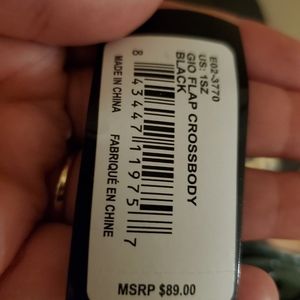 E02-3770
US: 1SZ
GIO FLAP CROSSBODY
BLACK
8 43447 11975 7
MADE IN CHINA
FABRIQUÉ EN CHINE
MSRP $89.00